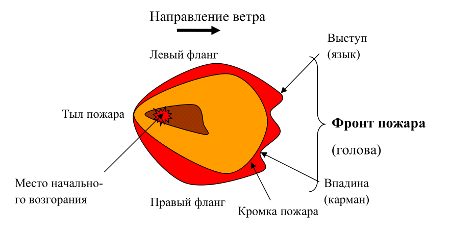 Направление ветра
Левый фланг
Выступ
(язык)
Тыл пожара
Фронт пожара
(голова)
Место начально-
го возгорания
Правый фланг
Кромка пожара
Впадина
(карман)